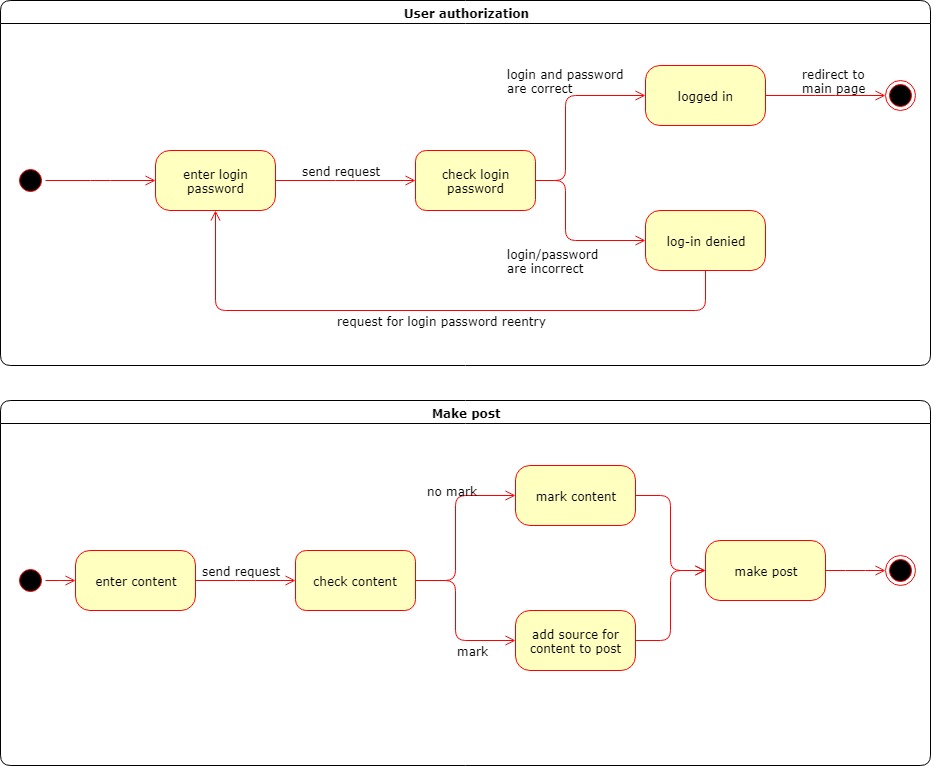 User authorization
login and password
are correct
redirect to
main page
logged in
enter login
password
send request
check login
password
log-in denied
login/password
are incorrect
request for login password reentry
Make post
no mark
mark content
enter content
send request
check content
make post
add source for
content to post
mark